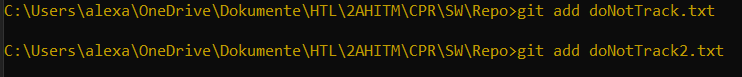 C:\Users\alexa\OneDrive\Dokumente\HTL\2AHITM\CPR\SW\Repo>git add doNotTrack.txt
C:\Users\alexa\OneDrive\Dokumente\HTL\2AHITM\CPR\SW\Repo>git add doNotTrack2.txt